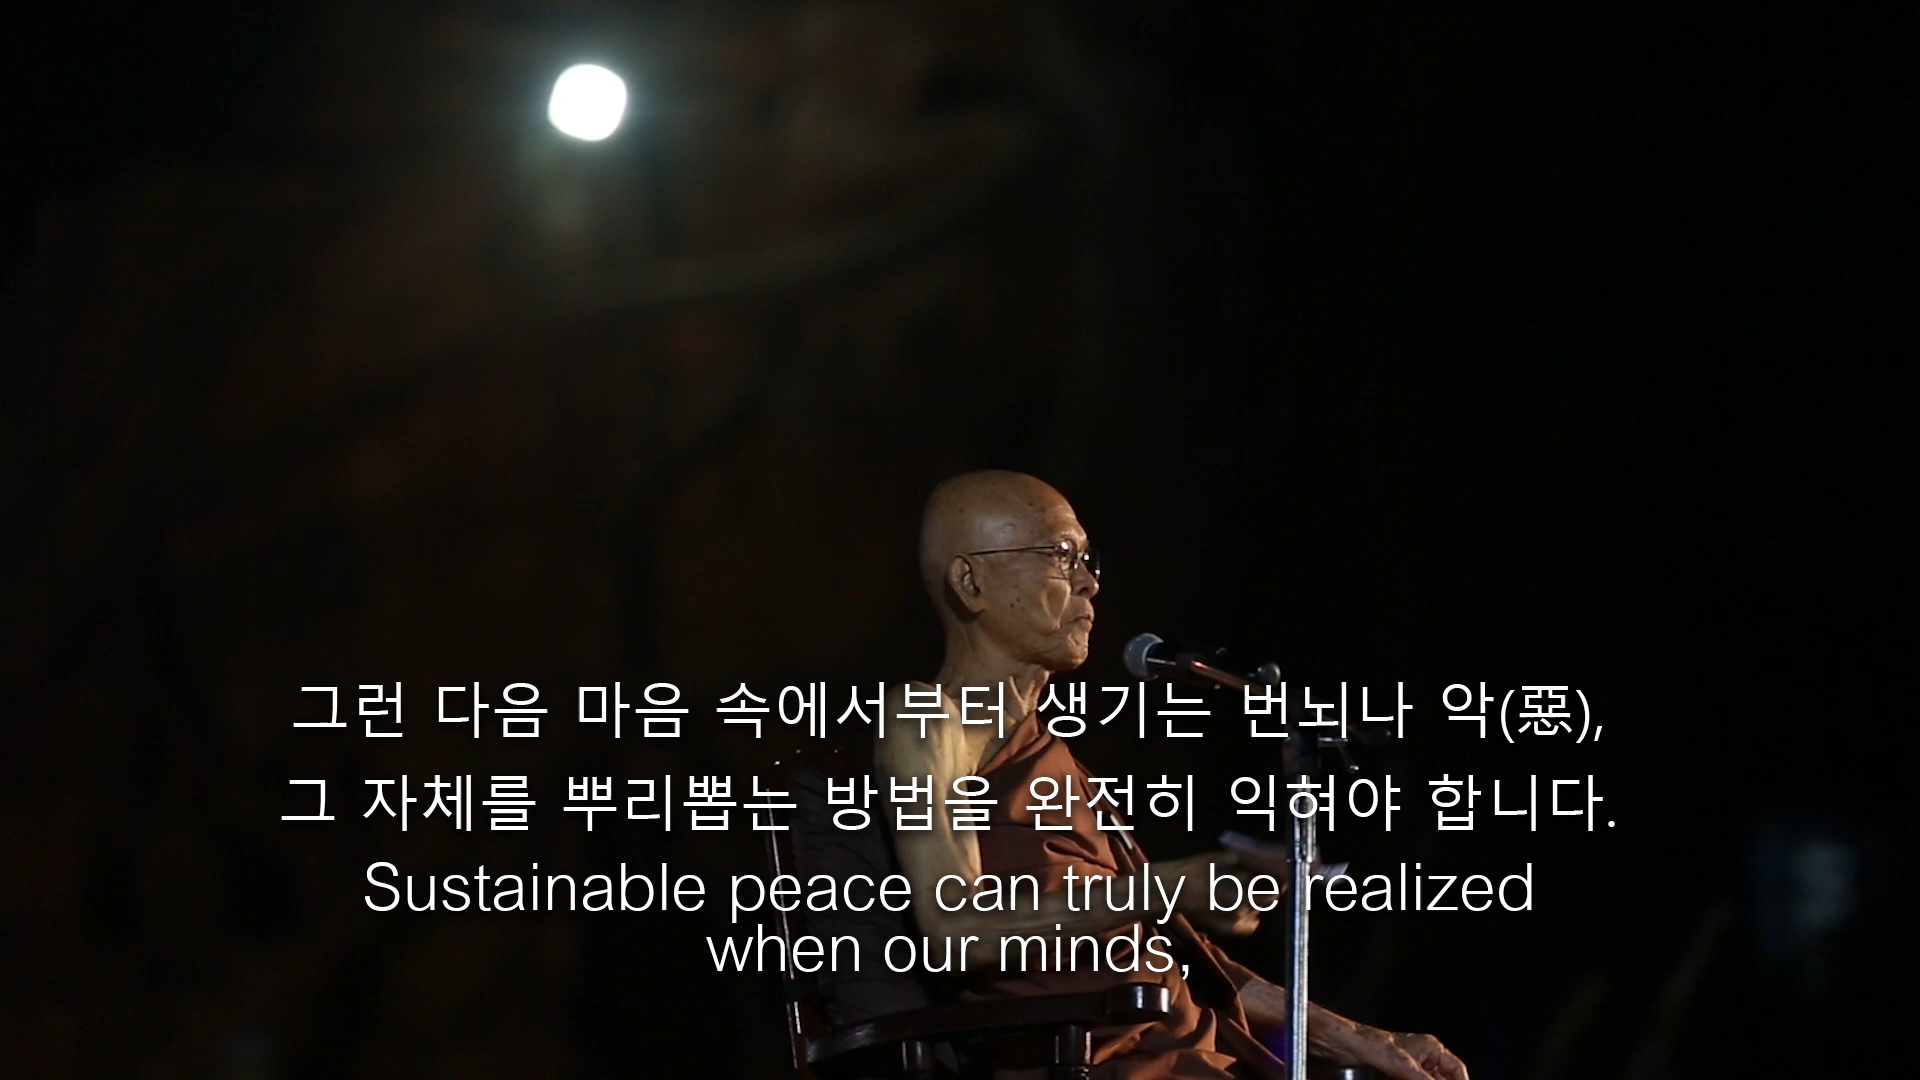 그런 다음 마음 속에서부터 생기는 번뇌나 악(惡),
그 자체를 뿌리뽑는 방법을 완전히 익혀야 합니다.
Sustainable peace can truly be realized
when our minds,